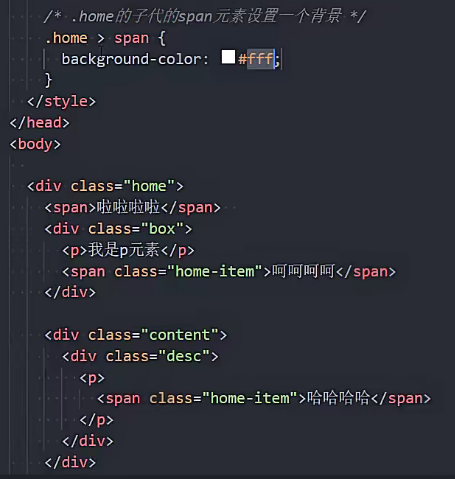 /* .home的子代的span元素设置一个背景 */
.home > span {
background-color: #fff;
}
</style>
</head>
<body>
<div class="home">
<span>啦啦啦啦</span>
<div class="box">
<p>我是p元素</p>
<span class="home-item">呵呵呵呵</span>
</div>
<div class="content">
<div class="desc">
<p>
<span class="home-item">哈哈哈哈</span>
</p>
</div>
</div>